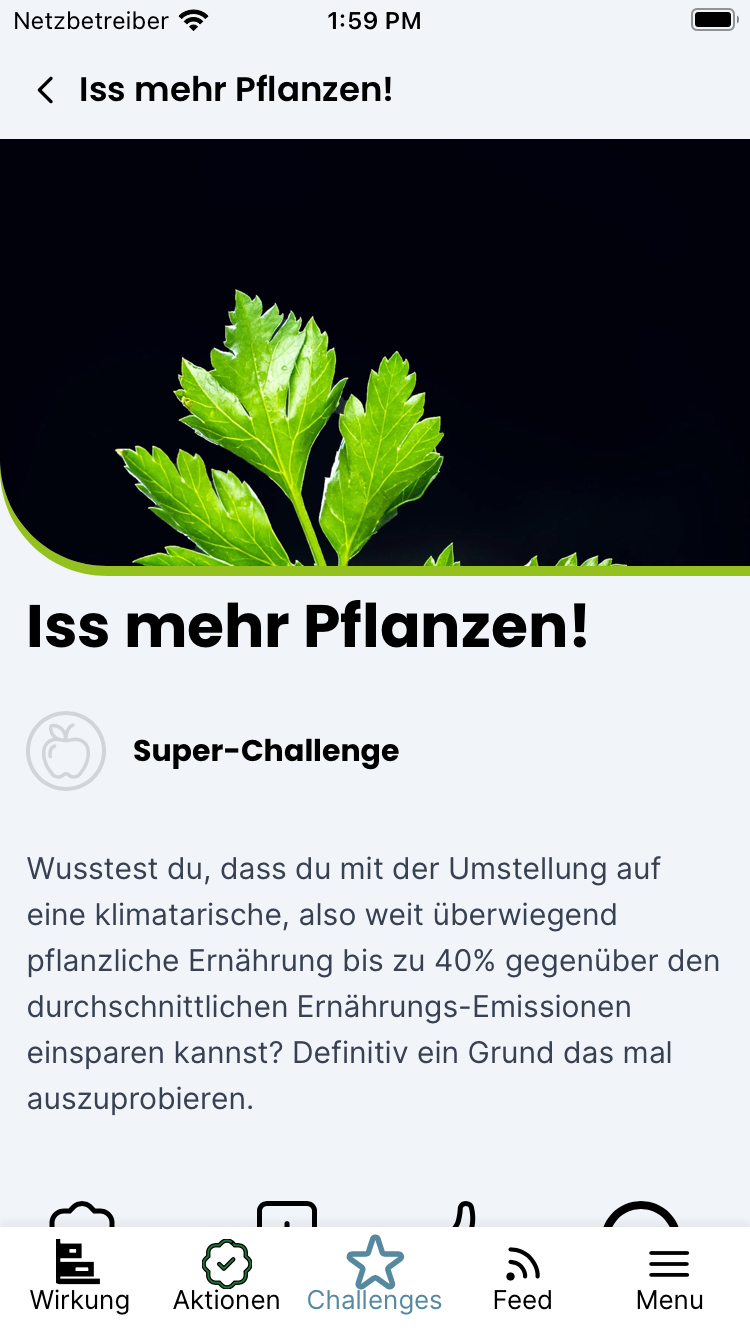 Netzbetreiber 1:59 PM
Iss mehr Pflanzen!
Iss mehr Pflanzen!
Super-Challenge
Wusstest du, dass du mit der Umstellung auf
eine klimatarische, also weit überwiegend
pflanzliche Ernährung bis zu 40% gegenüber den
durchschnittlichen Ernährungs-Emissionen
einsparen kannst? Definitiv ein Grund das mal
auszuprobieren.
Wirkung Aktionen Challenges Feed Menu